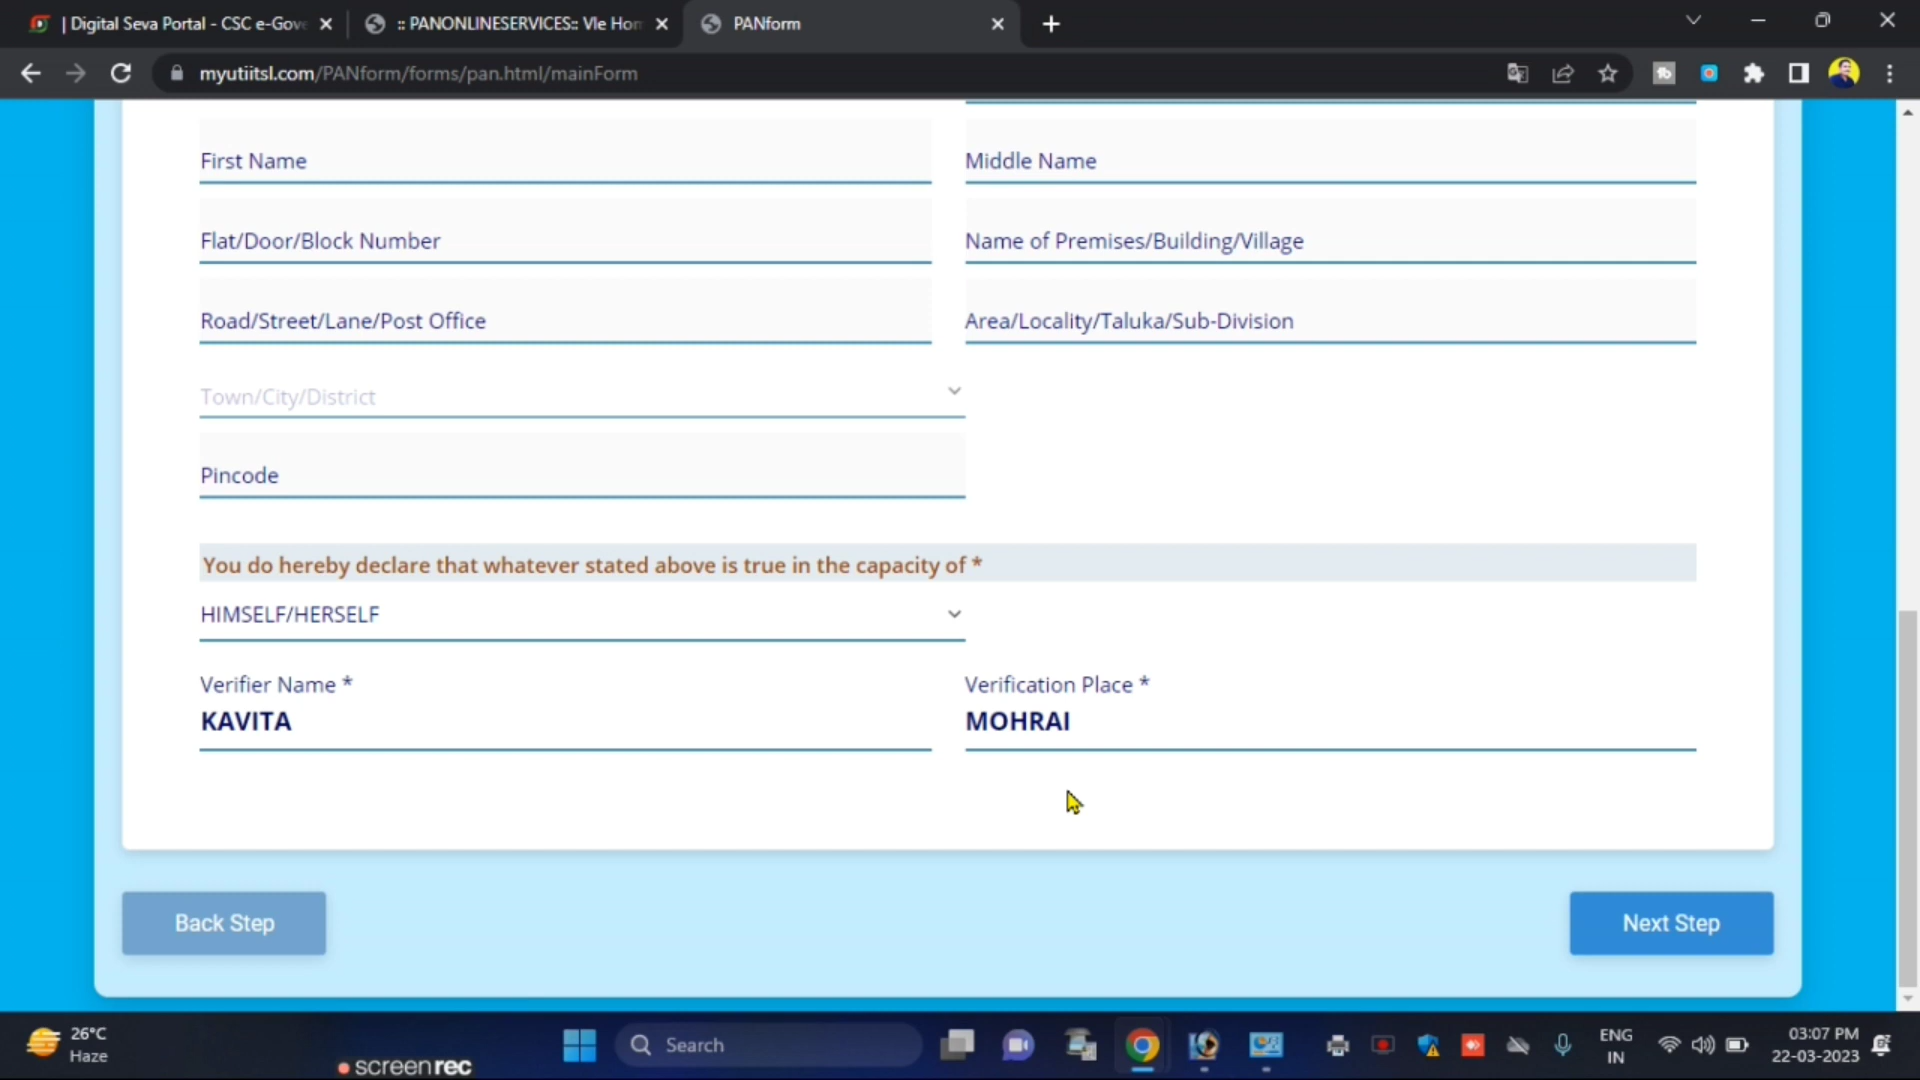 | Digital Seva Portal - CSC e-Gove
:: PANONLINESERVICES:: Vle Hom
PANform
myutiitsl.com/PANform/forms/pan.html/mainForm
First Name
Middle Name
Flat/Door/Block Number
Name of Premises/Building/Village
Road/Street/Lane/Post Office
Area/Locality/Taluka/Sub-Division
Town/City/District
Pincode
You do hereby declare that whatever stated above is true in the capacity of *
HIMSELF/HERSELF
Verifier Name *
Verification Place *
KAVITA
MOHRAI
Back Step
Next Step
26°C
Haze
screenrec
Search
ENG
IN
03:07 PM
22-03-2023